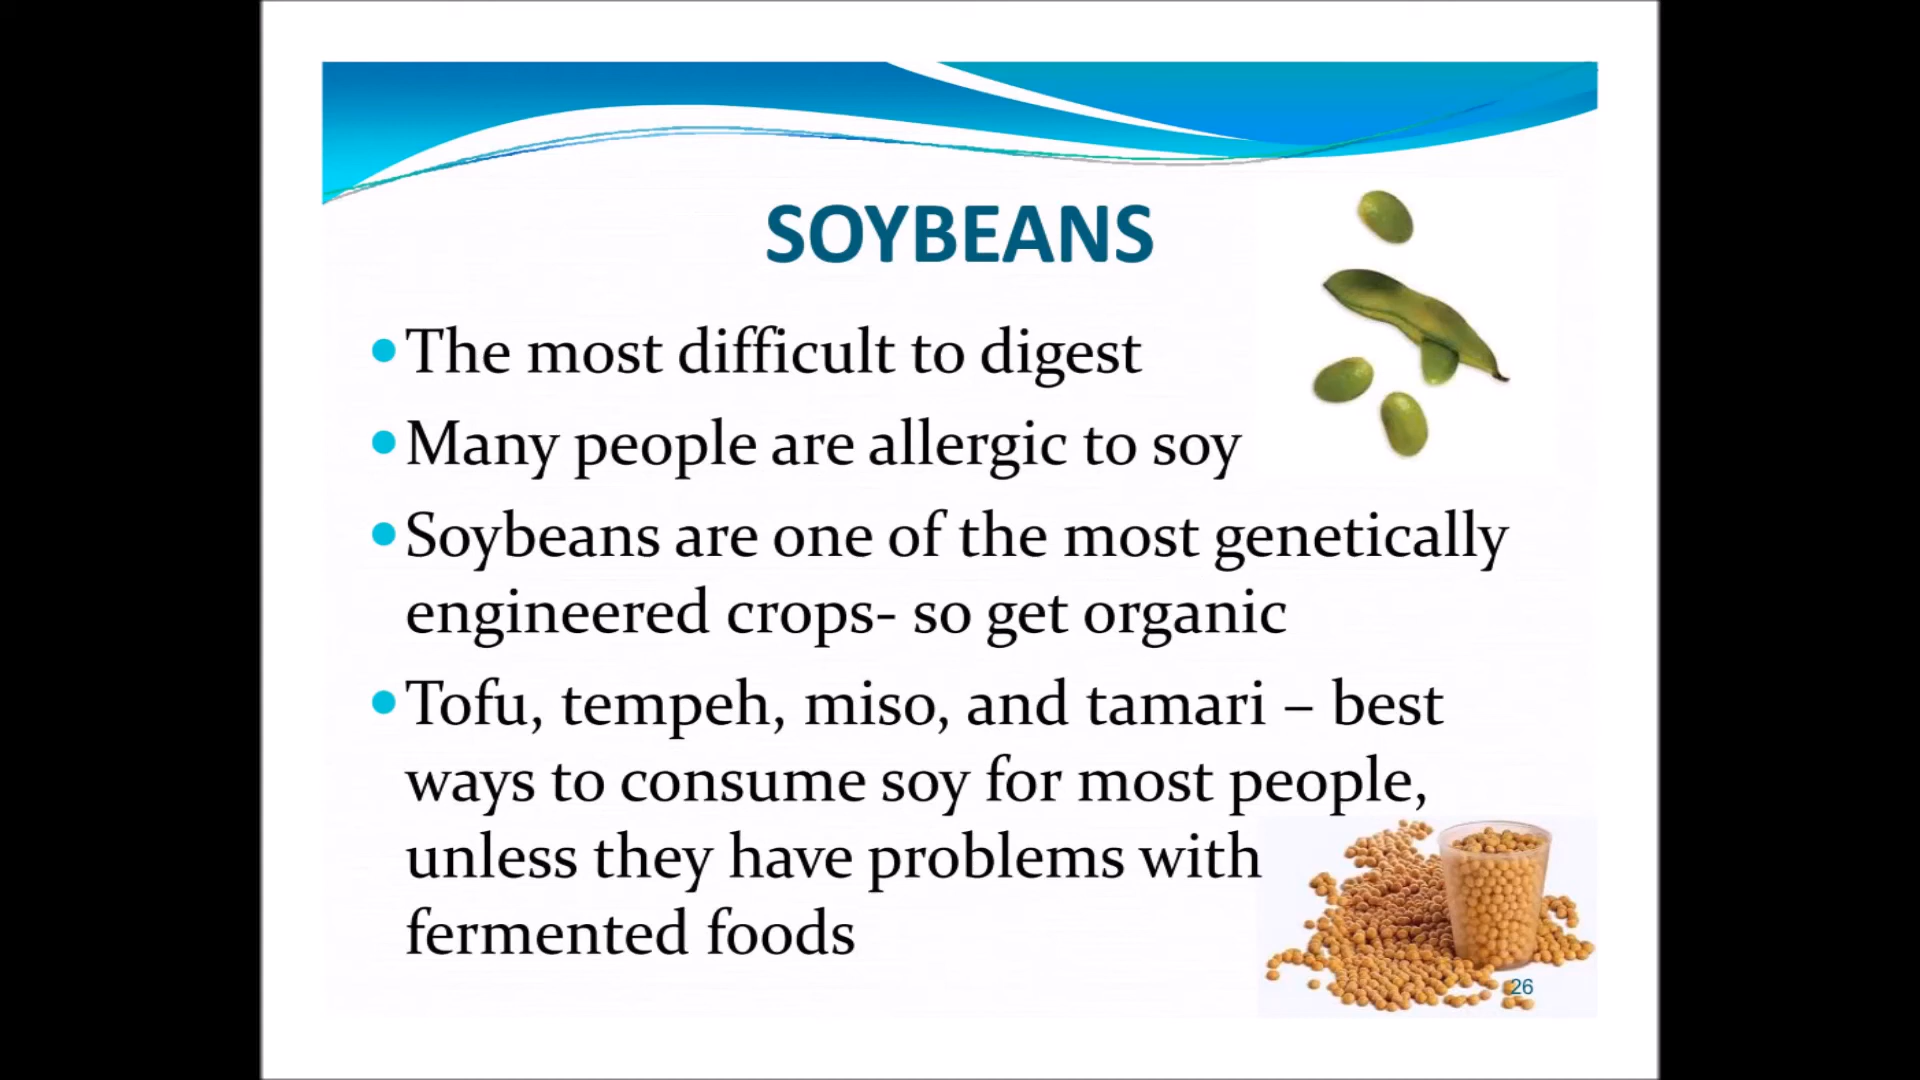 SOYBEANS
•The most difficult to digest
•Many people are allergic to soy
•Soybeans are one of the most genetically
engineered crops- so get organic
•Tofu, tempeh, miso, and tamari – best
ways to consume soy for most people,
unless they have problems with
fermented foods
26